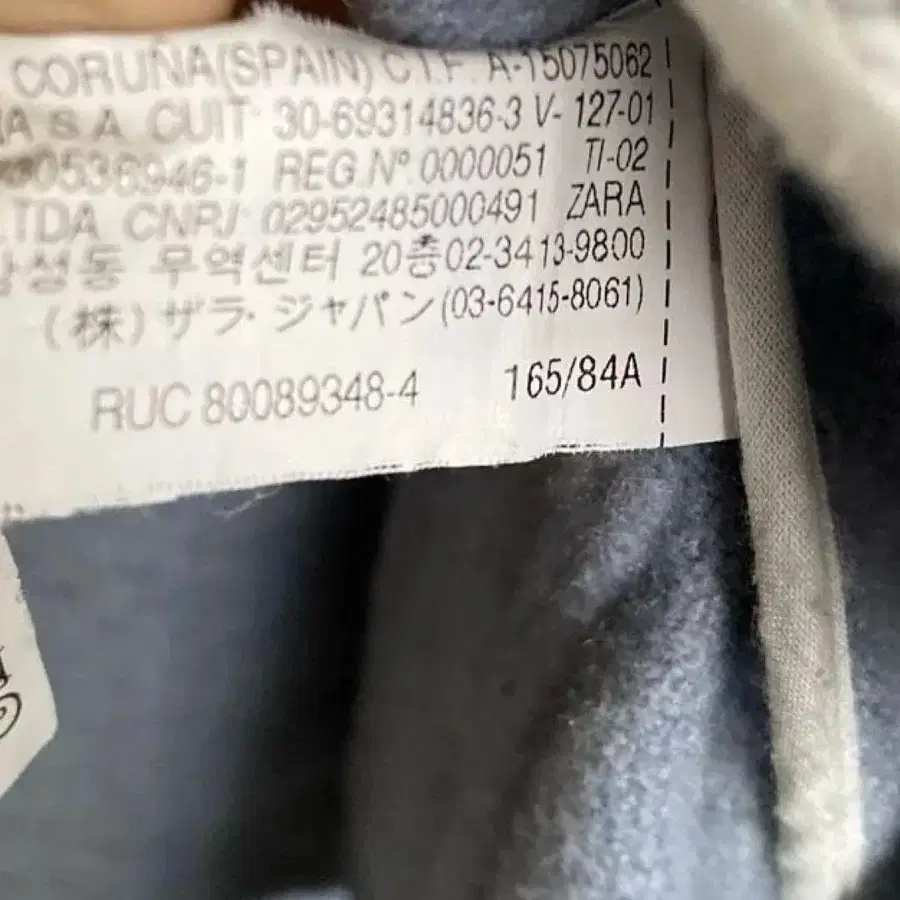 CORUÑA(SPAIN) C.I.F. A-15075062
S A CUIT 30-69314836-3 V- 127-01
00536946-1 REG.Nº.0000051 TI-02
LTDA CNPJ: 02952485000491 ZARA
삼성동 무역센터 20층02-3413-9800
(株) ザラ・ジャパン(03-6415-8061)
RUC 80089348-4 165/84A